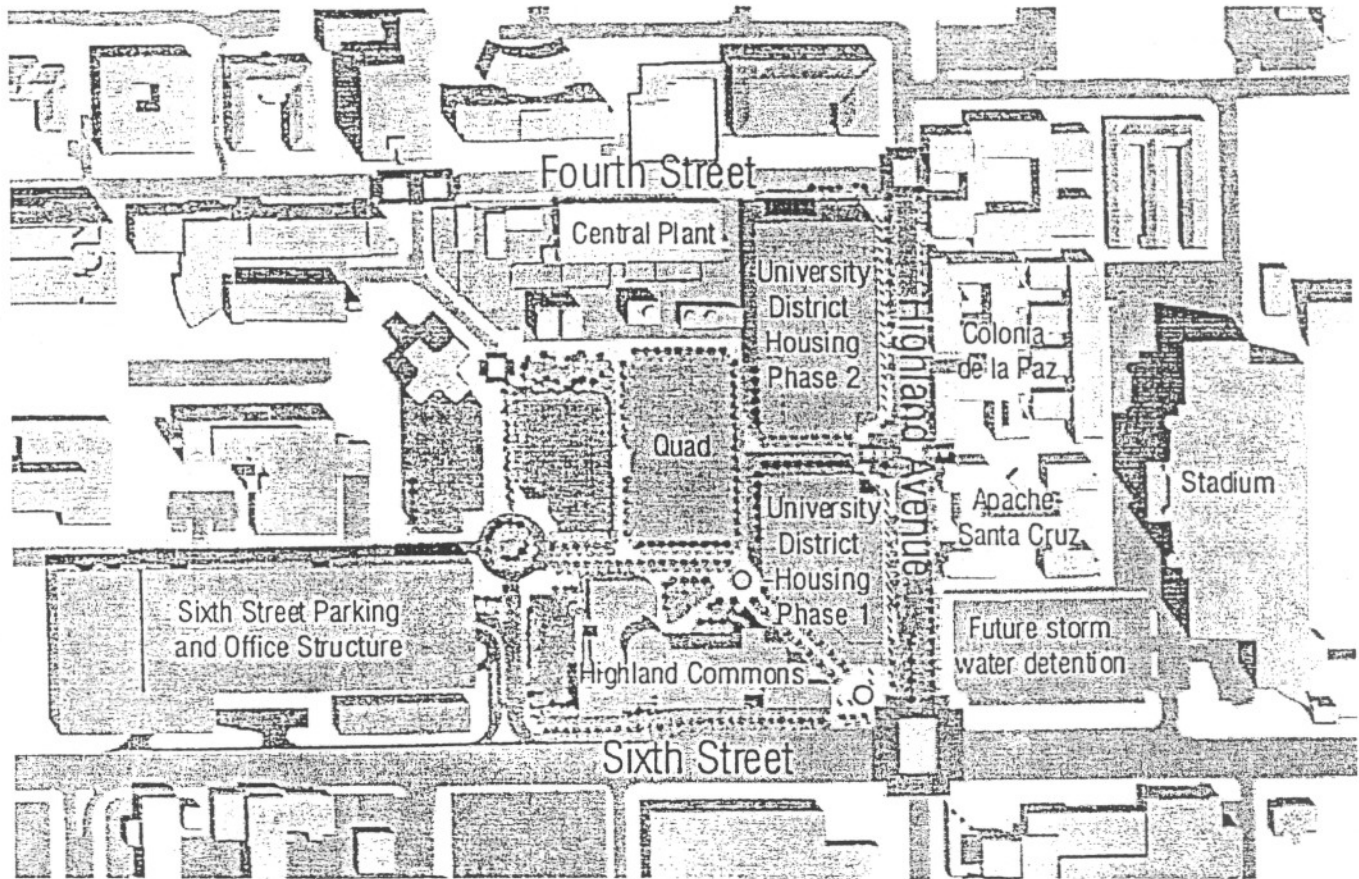 Fourth Street
Central Plant
University
District
Housing
Phase 2
Highland Avenue
Colonia
de la Paz
Quad
Stadium
University
District
Housing
Phase 1
Apache-
Santa Cruz
Sixth Street Parking
and Office Structure
Future storm
water detention
Highland Commons
Sixth Street